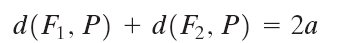 d(F₁, P) + d(F₂, P) = 2a